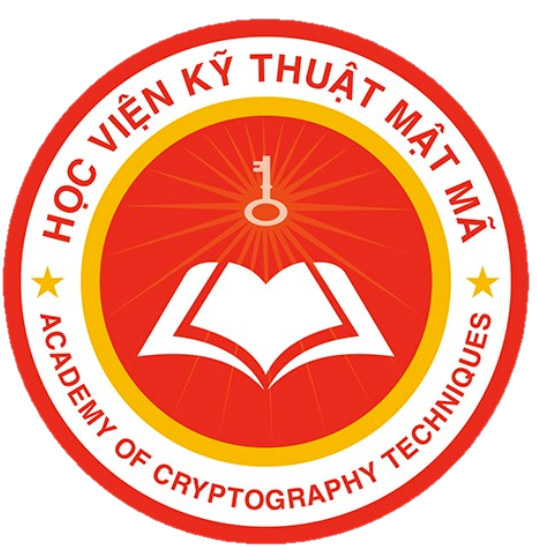 HỌC VIỆN KỸ THUẬT MẬT MÃ
ACADEMY OF CRYPTOGRAPHY TECHNIQUES